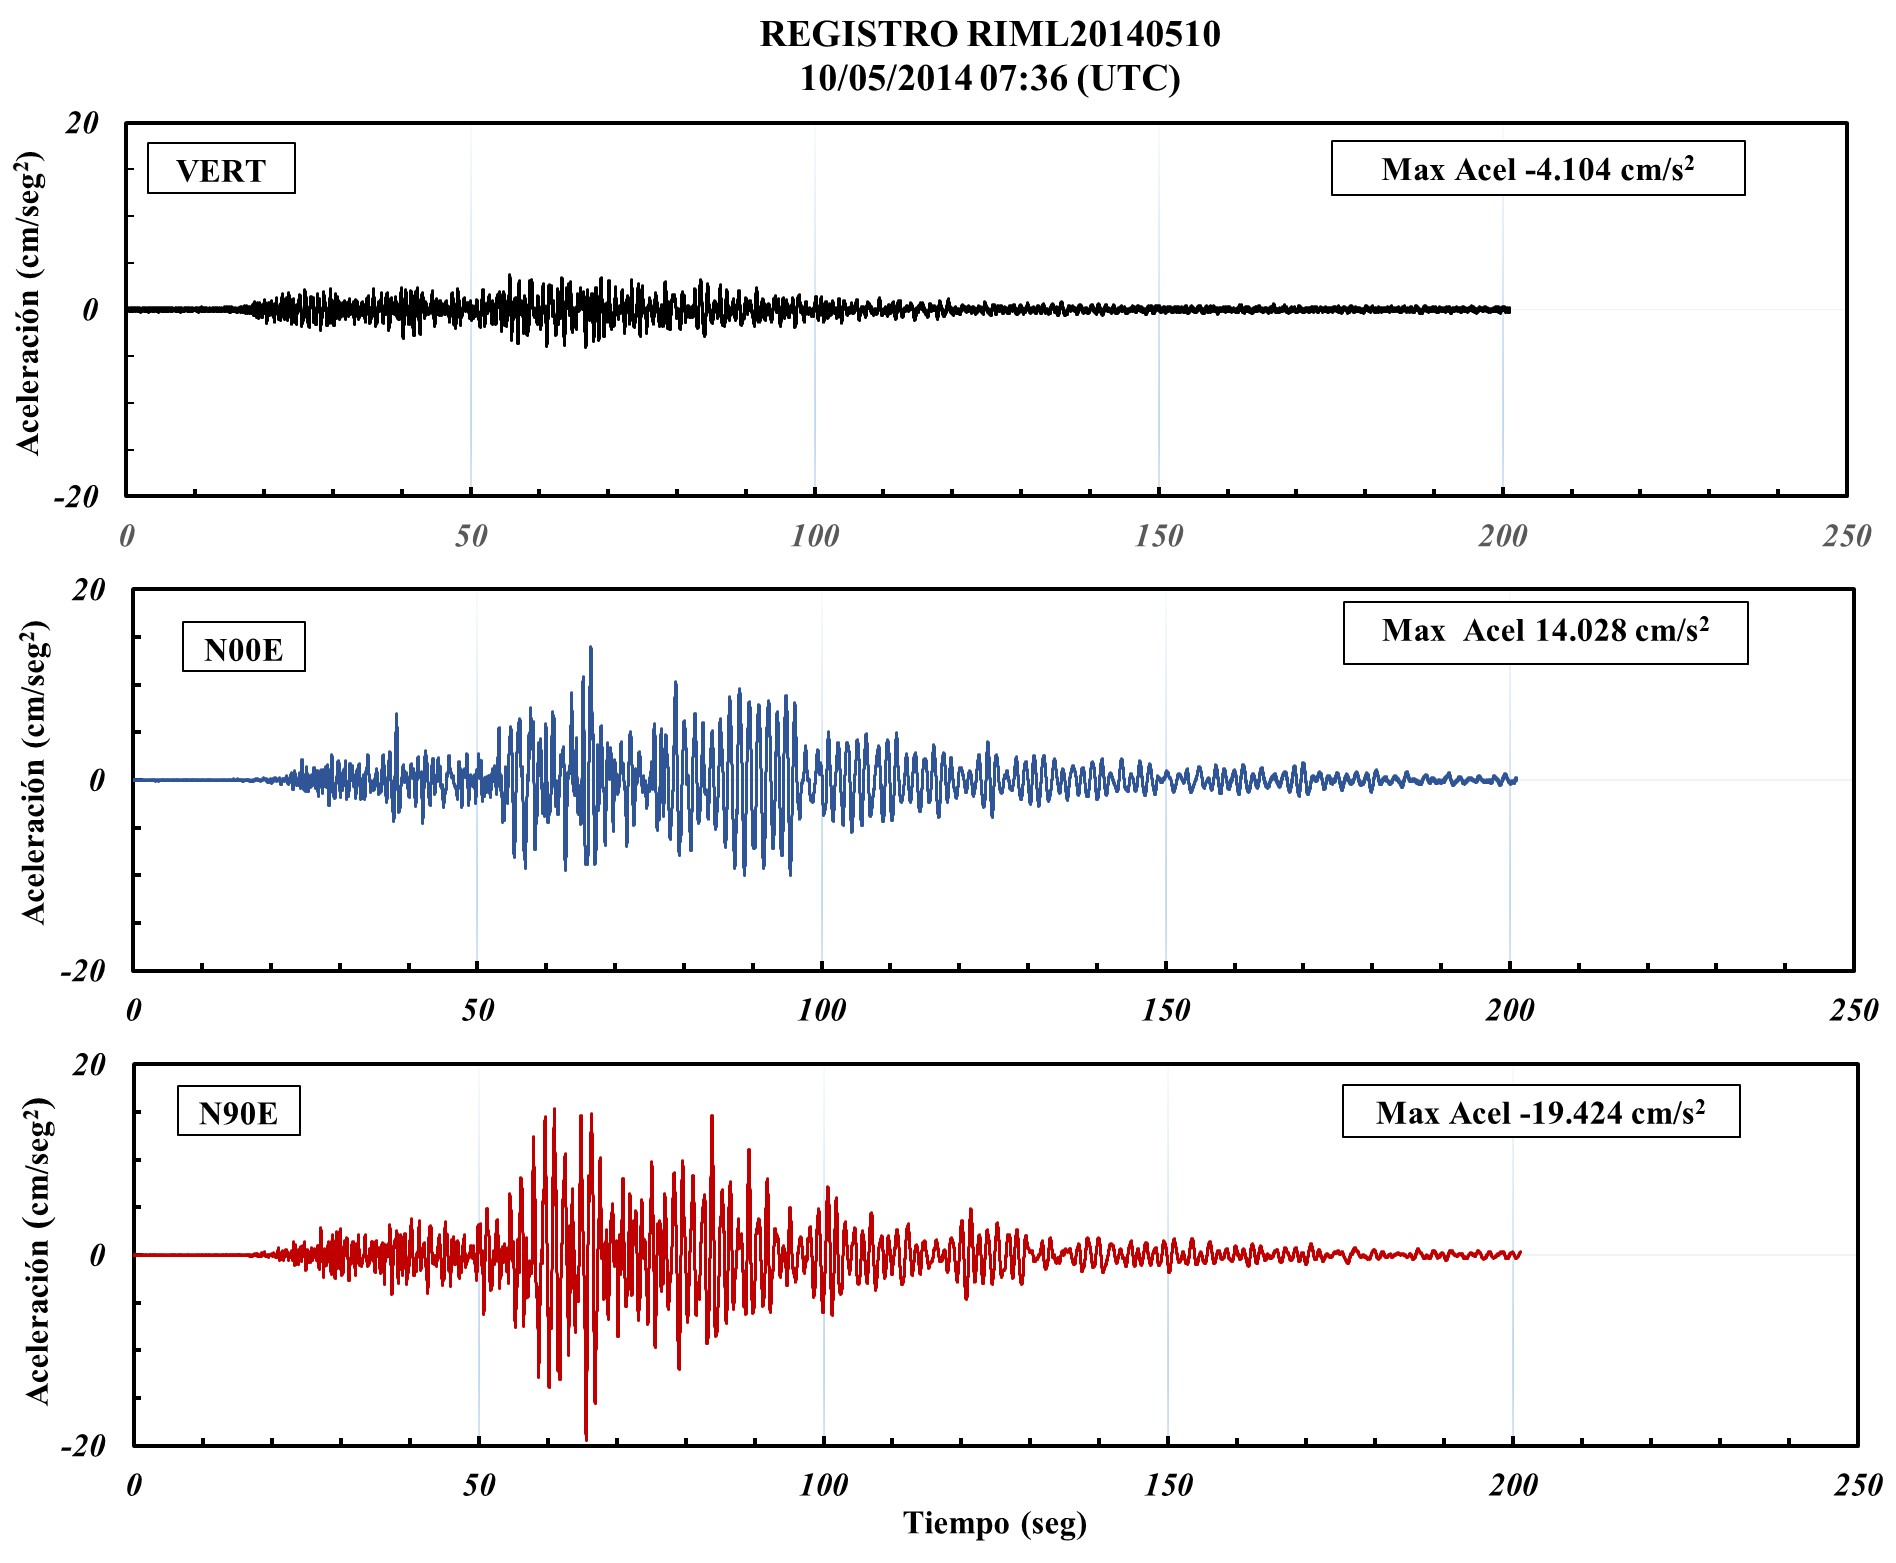 REGISTRO RIML20140510
10/05/2014 07:36 (UTC)
Aceleración (cm/seg²)
20
0
-20
VERT
Max Acel -4.104 cm/s²
0 50 100 150 200 250
Aceleración (cm/seg²)
20
0
-20
N00E
Max Acel 14.028 cm/s²
0 50 100 150 200 250
Aceleración (cm/seg²)
20
0
-20
N90E
Max Acel -19.424 cm/s²
0 50 100 150 200 250
Tiempo (seg)